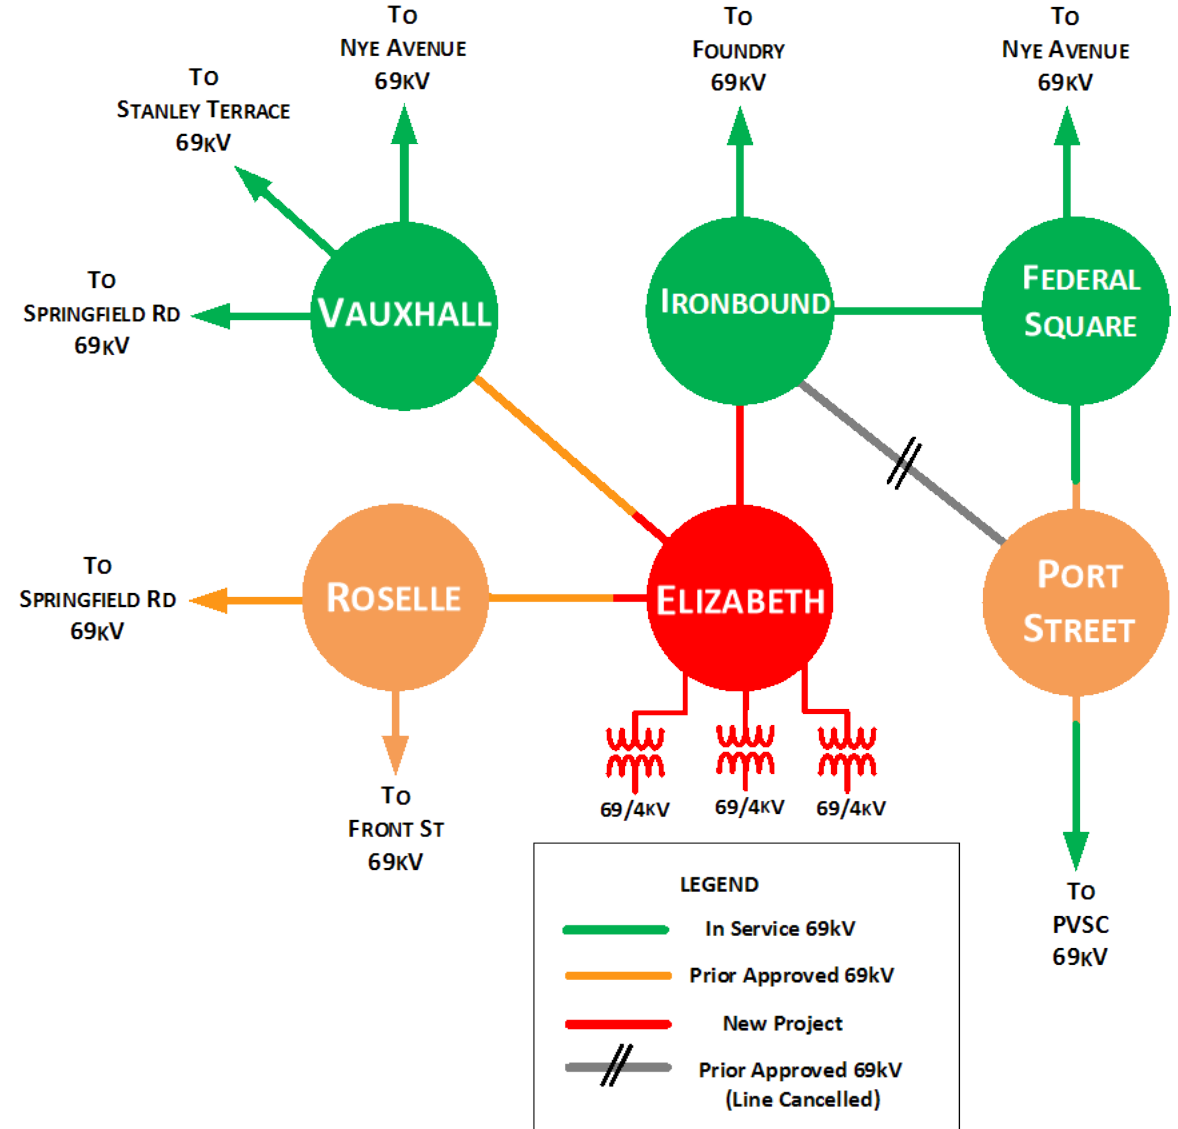 To
Nye Avenue
69kV
To
Foundry
69kV
To
Nye Avenue
69kV
To
Stanley Terrace
69kV
To
Springfield Rd
69kV
Vauxhall
Ironbound
Federal
Square
To
Springfield Rd
69kV
Roselle
Elizabeth
Port
Street
69/4kV
69/4kV
69/4kV
To
Front St
69kV
To
PVSC
69kV
LEGEND
In Service 69kV
Prior Approved 69kV
New Project
Prior Approved 69kV
(Line Cancelled)